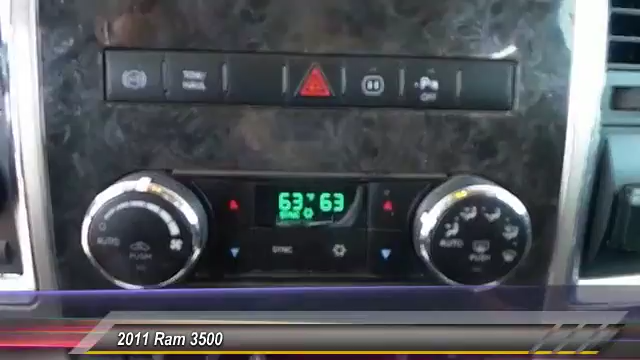 TOW/ HAUL
P
OFF
63° 63
SYNC
AUTO
PUSH
SYNC
AUTO
PUSH
2011 Ram 3500